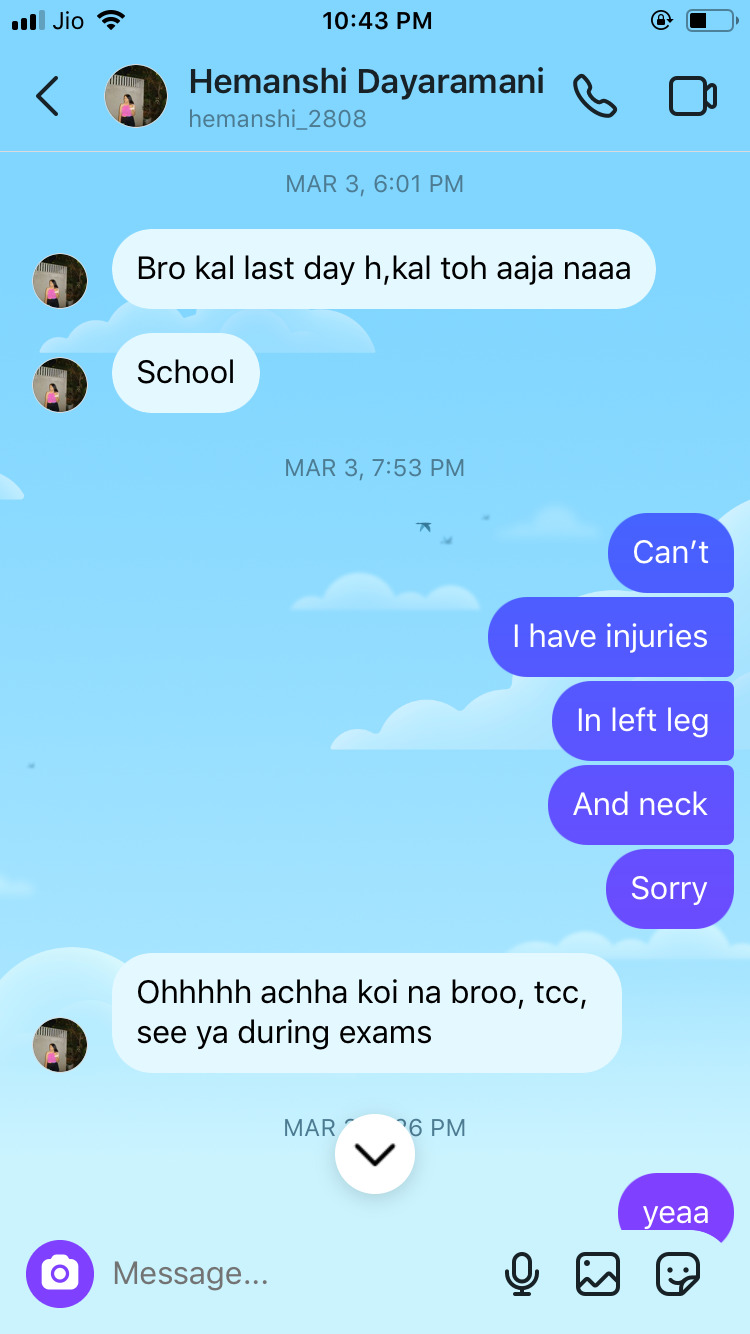 Jio 10:43 PM
Hemanshi Dayaramani
hemanshi_2808
MAR 3, 6:01 PM
Bro kal last day h,kal toh aaja naaa
School
MAR 3, 7:53 PM
Can't
I have injuries
In left leg
And neck
Sorry
Ohhhhh achha koi na broo, tcc,
see ya during exams
MAR PM
yeaa
Message...